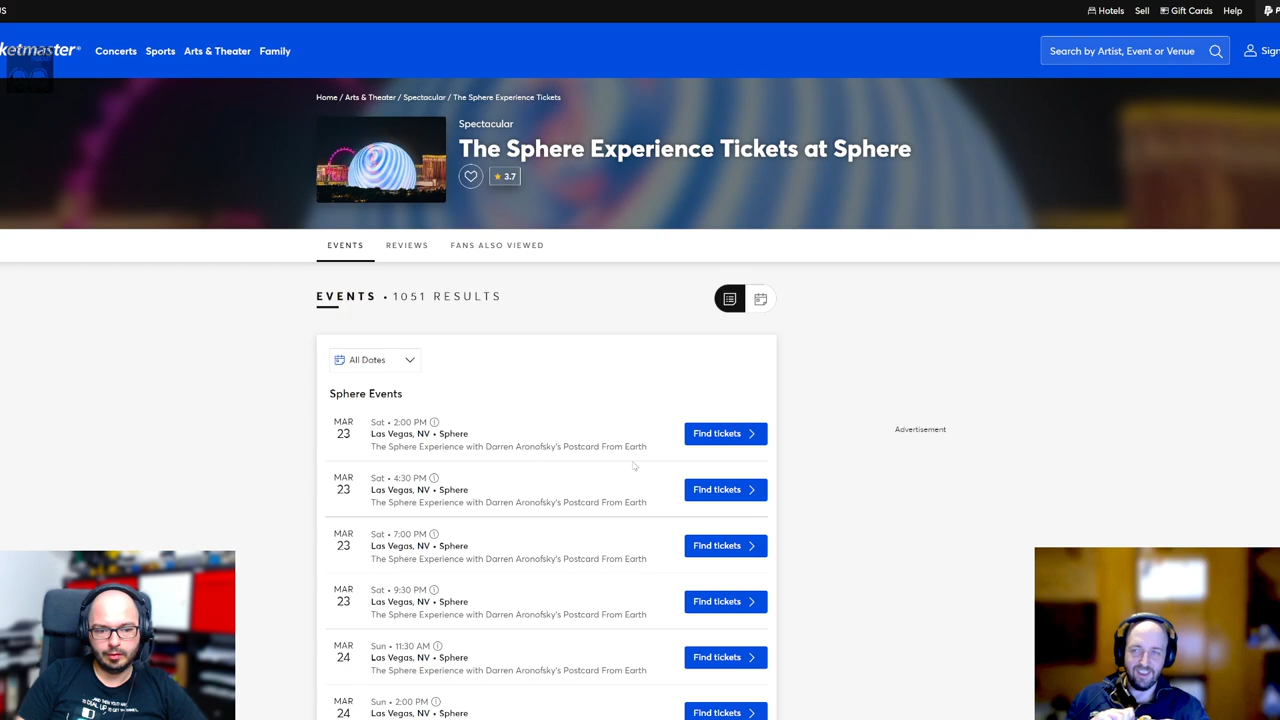 US
Hotels Sell Gift Cards Help
ketmaster®
Concerts Sports Arts & Theater Family
Search by Artist, Event or Venue
Sign
Home / Arts & Theater / Spectacular / The Sphere Experience Tickets
Spectacular
The Sphere Experience Tickets at Sphere
3.7
EVENTS REVIEWS FANS ALSO VIEWED
EVENTS • 1051 RESULTS
All Dates
Sphere Events
MAR 23
Sat • 2:00 PM
Las Vegas, NV • Sphere
The Sphere Experience with Darren Aronofsky's Postcard From Earth
Find tickets
Advertisement
MAR 23
Sat • 4:30 PM
Las Vegas, NV • Sphere
The Sphere Experience with Darren Aronofsky's Postcard From Earth
Find tickets
MAR 23
Sat • 7:00 PM
Las Vegas, NV • Sphere
The Sphere Experience with Darren Aronofsky's Postcard From Earth
Find tickets
MAR 23
Sat • 9:30 PM
Las Vegas, NV • Sphere
The Sphere Experience with Darren Aronofsky's Postcard From Earth
Find tickets
MAR 24
Sun • 11:30 AM
Las Vegas, NV • Sphere
The Sphere Experience with Darren Aronofsky's Postcard From Earth
Find tickets
MAR 24
Sun • 2:00 PM
Las Vegas, NV • Sphere
Find tickets